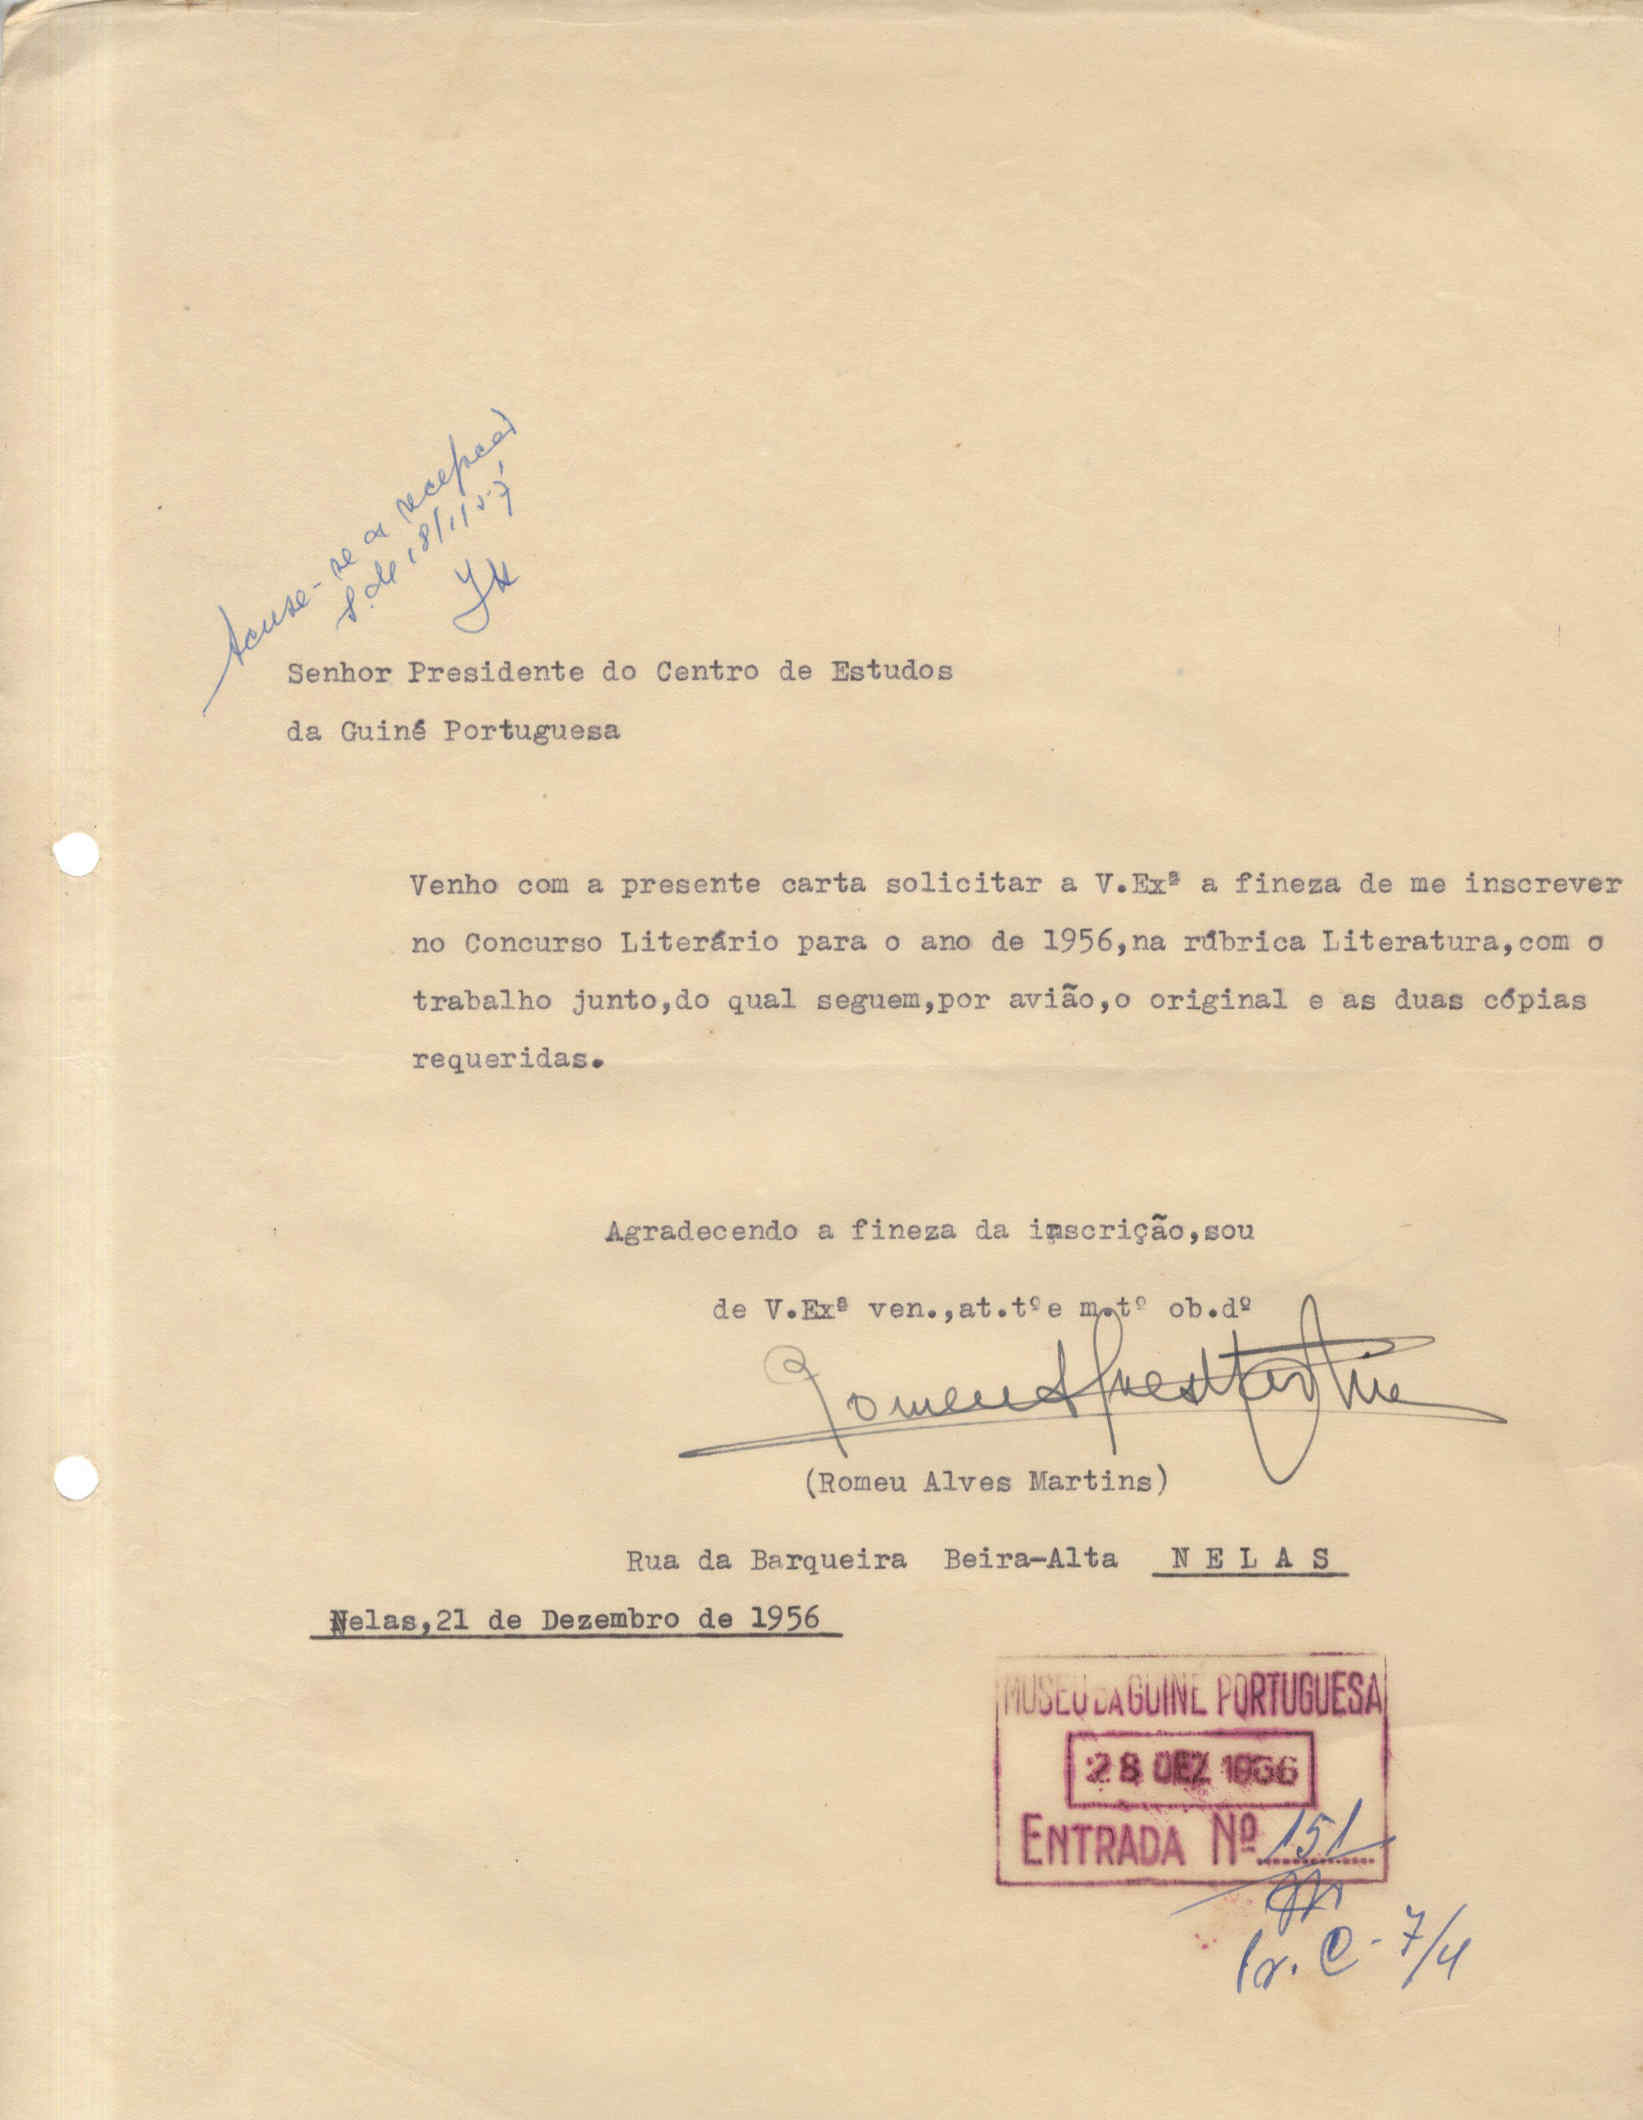 Acuse-se a recepção
18/1/57
Senhor Presidente do Centro de Estudos
da Guiné Portuguesa
Venho com a presente carta solicitar a V.Exª a fineza de me inscrever
no Concurso Literário para o ano de 1956,na rúbrica Literatura,com o
trabalho junto,do qual seguem,por avião,o original e as duas cópias
requeridas.
Agradecendo a fineza da inscrição,sou
de V.Exª ven.,at.tº e m.tº ob.dº
(Romeu Alves Martins)
Rua da Barqueira Beira-Alta N E L A S
Nelas,21 de Dezembro de 1956
MUSEU DA GUINÉ PORTUGUESA
28 DEZ 1956
ENTRADA Nº 151
C-7/4